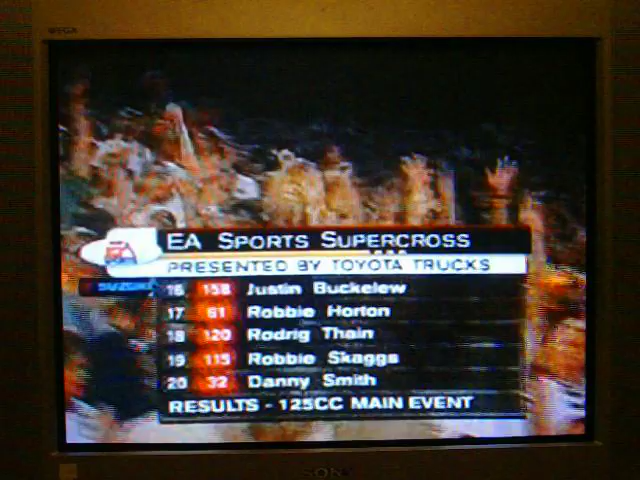 WEGA
EA SPORTS SUPERCROSS
PRESENTED BY TOYOTA TRUCKS
16 158 Justin Buckelew
17 61 Robbie Horton
18 120 Rodrig Thain
19 115 Robbie Skaggs
20 32 Danny Smith
RESULTS - 125CC MAIN EVENT
SONY